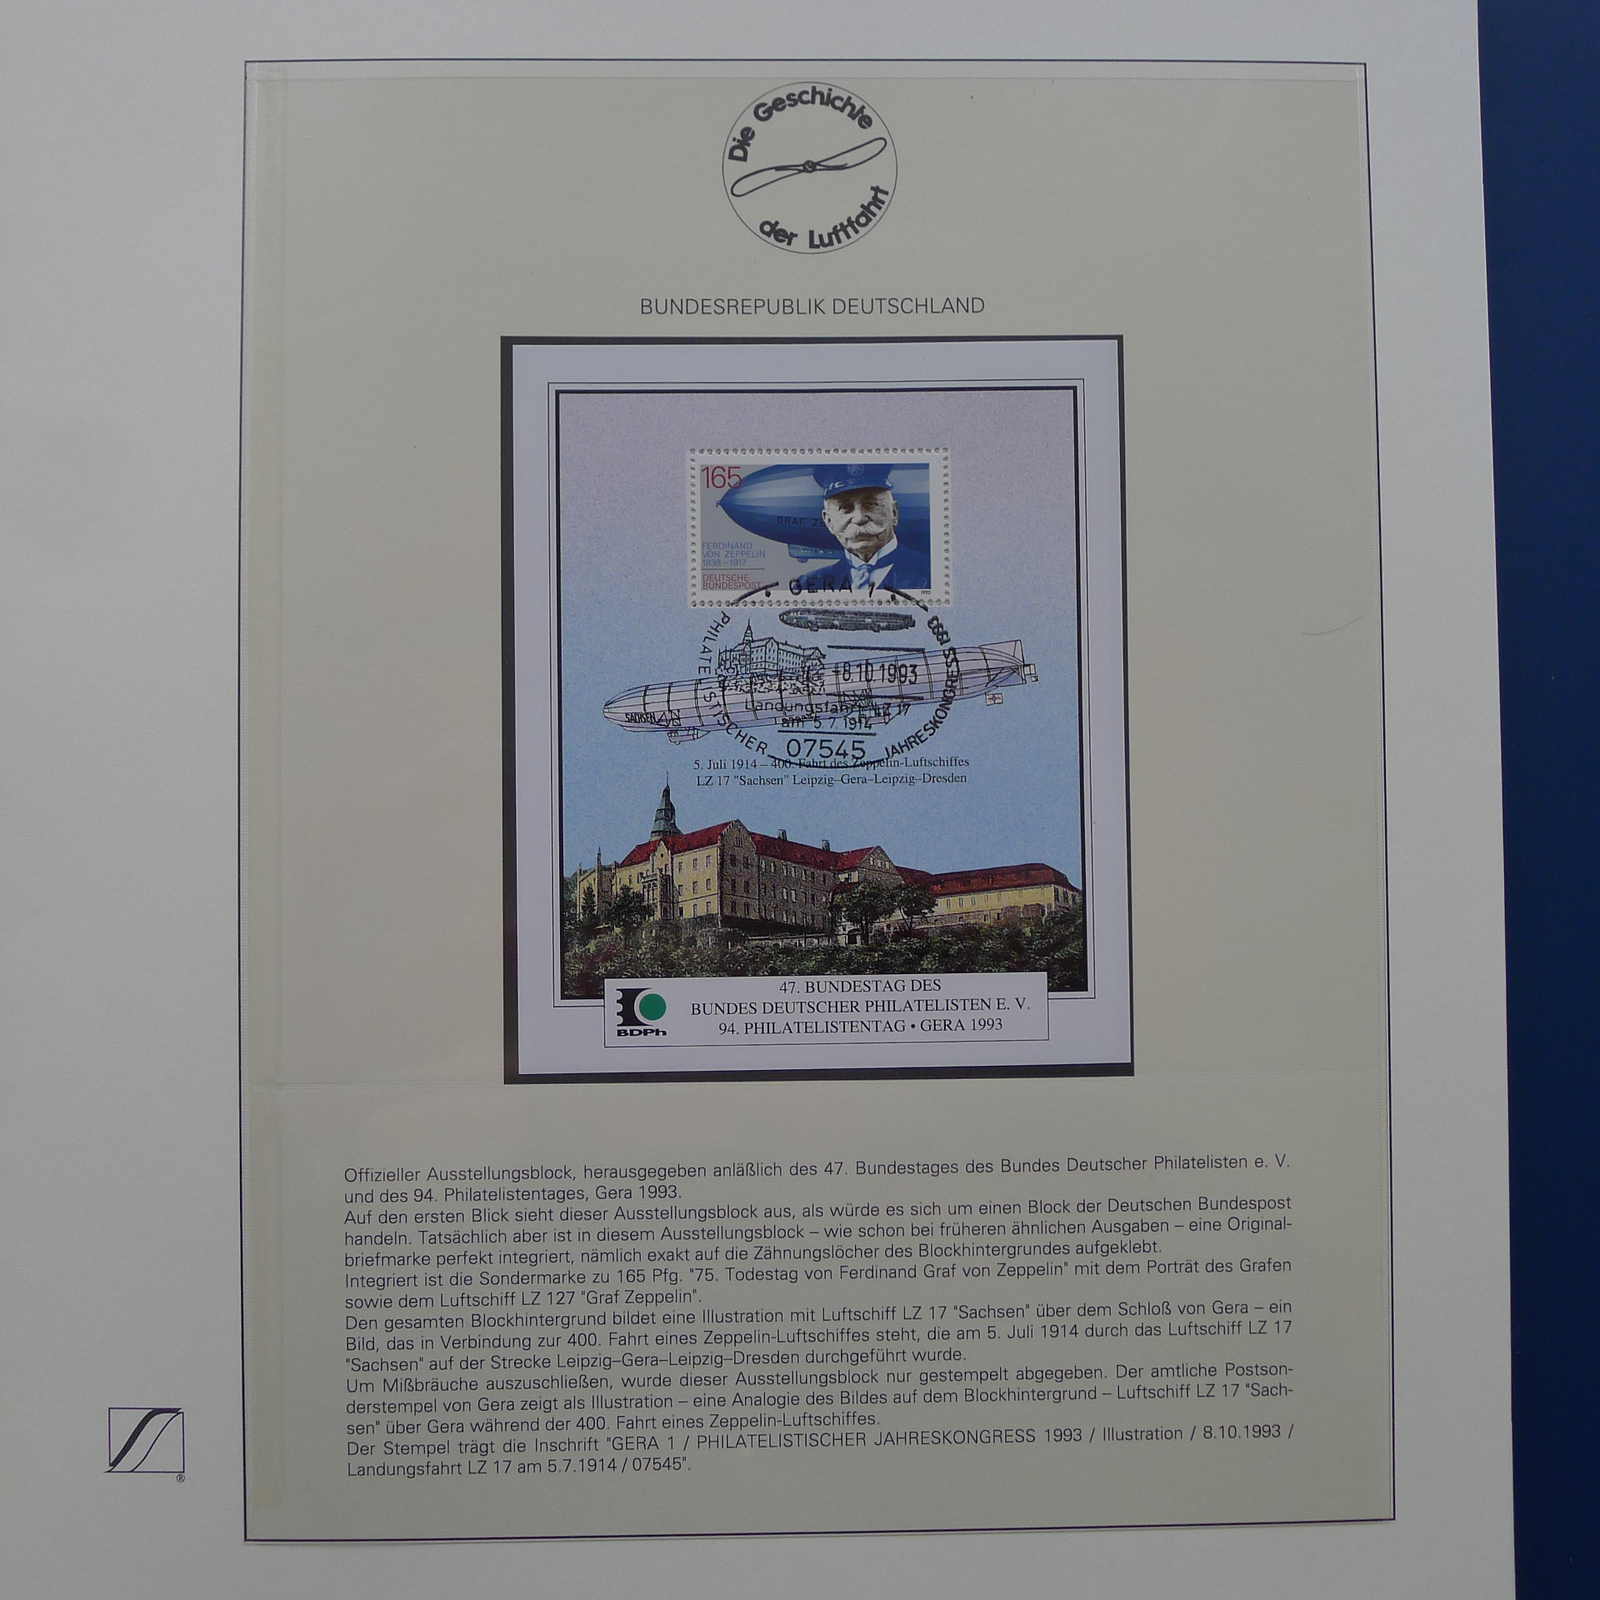 Die Geschichte
der Luftfahrt
BUNDESREPUBLIK DEUTSCHLAND
165
GRAF ZE
FERDINAND
VON ZEPPELIN
1838 – 1917
DEUTSCHE
BUNDESPOST
1992
GERA 1
PHILATELISTISCHER JAHRESKONGRESS 1993
-8.10.1993
SACHSEN
Landungsfahrt LZ 17
am 5.7.1914
07545
5. Juli 1914 – 400. Fahrt des Zeppelin-Luftschiffes
LZ 17 "Sachsen" Leipzig–Gera–Leipzig–Dresden
BDPh
47. BUNDESTAG DES
BUNDES DEUTSCHER PHILATELISTEN E. V.
94. PHILATELISTENTAG • GERA 1993
Offizieller Ausstellungsblock, herausgegeben anläßlich des 47. Bundestages des Bundes Deutscher Philatelisten e. V.
und des 94. Philatelistentages, Gera 1993.
Auf den ersten Blick sieht dieser Ausstellungsblock aus, als würde es sich um einen Block der Deutschen Bundespost
handeln. Tatsächlich aber ist in diesem Ausstellungsblock – wie schon bei früheren ähnlichen Ausgaben – eine Original-
briefmarke perfekt integriert, nämlich exakt auf die Zähnungslöcher des Blockhintergrundes aufgeklebt.
Integriert ist die Sondermarke zu 165 Pfg. "75. Todestag von Ferdinand Graf von Zeppelin" mit dem Porträt des Grafen
sowie dem Luftschiff LZ 127 "Graf Zeppelin".
Den gesamten Blockhintergrund bildet eine Illustration mit Luftschiff LZ 17 "Sachsen" über dem Schloß von Gera – ein
Bild, das in Verbindung zur 400. Fahrt eines Zeppelin-Luftschiffes steht, die am 5. Juli 1914 durch das Luftschiff LZ 17
"Sachsen" auf der Strecke Leipzig–Gera–Leipzig–Dresden durchgeführt wurde.
Um Mißbräuche auszuschließen, wurde dieser Ausstellungsblock nur gestempelt abgegeben. Der amtliche Postson-
derstempel von Gera zeigt als Illustration – eine Analogie des Bildes auf dem Blockhintergrund – Luftschiff LZ 17 "Sach-
sen" über Gera während der 400. Fahrt eines Zeppelin-Luftschiffes.
Der Stempel trägt die Inschrift "GERA 1 / PHILATELISTISCHER JAHRESKONGRESS 1993 / Illustration / 8.10.1993 /
Landungsfahrt LZ 17 am 5.7.1914 / 07545".
®